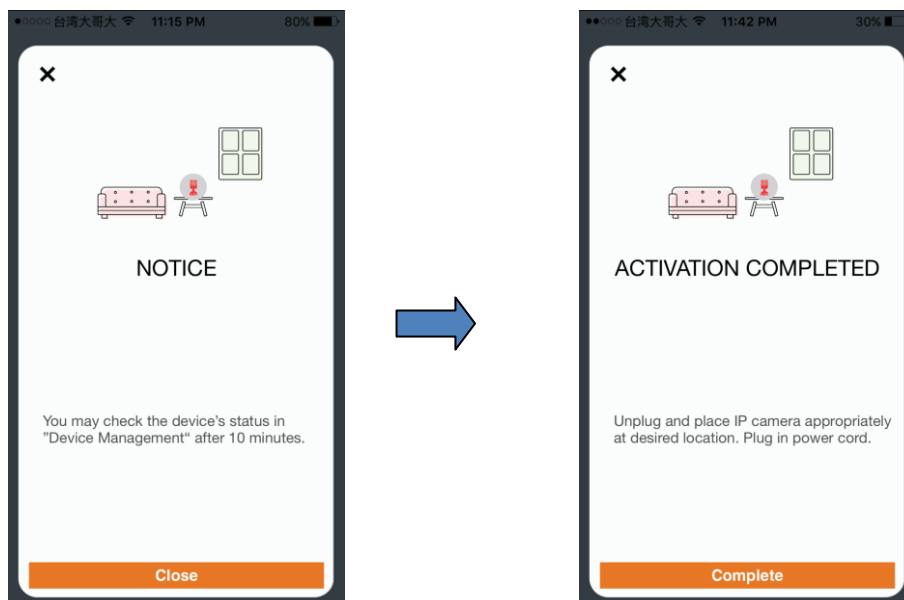 台湾大哥大 11:15 PM 80%
×
NOTICE
You may check the device's status in
"Device Management“ after 10 minutes.
Close
台湾大哥大 11:42 PM 30%
×
ACTIVATION COMPLETED
Unplug and place IP camera appropriately
at desired location. Plug in power cord.
Complete